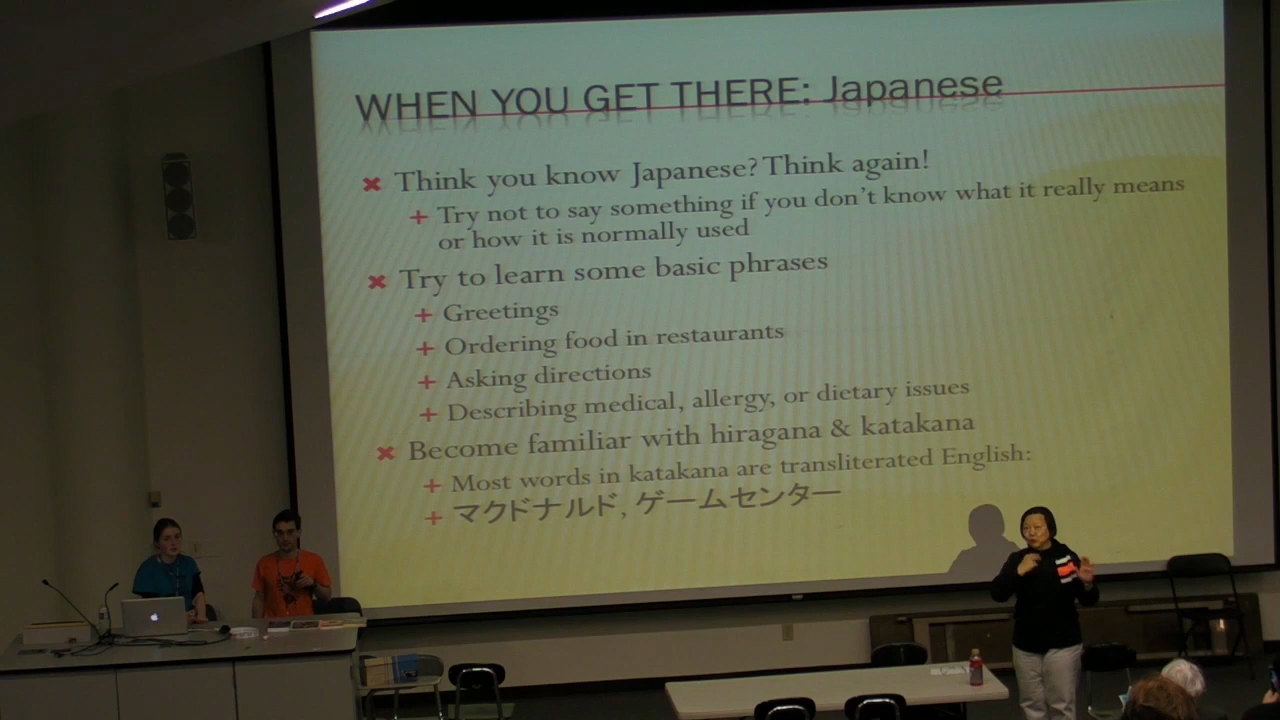 WHEN YOU GET THERE: Japanese
Think you know Japanese? Think again!
Try not to say something if you don't know what it really means
or how it is normally used
Try to learn some basic phrases
Greetings
Ordering food in restaurants
Asking directions
Describing medical, allergy, or dietary issues
Become familiar with hiragana & katakana
Most words in katakana are transliterated English:
マクドナルド, ゲームセンター